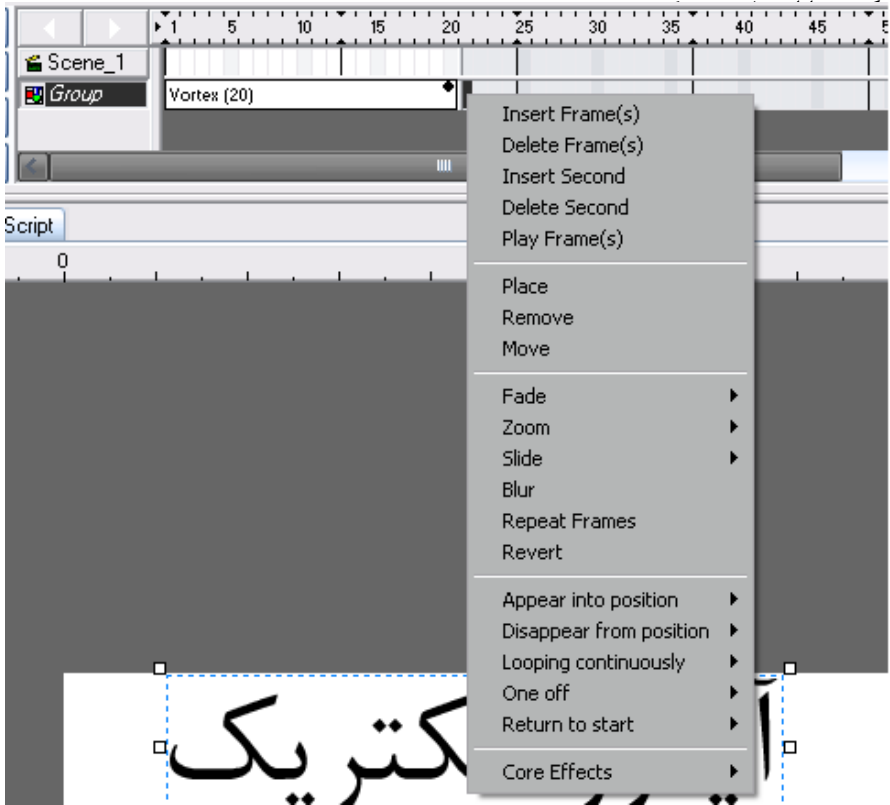 1 5 10 15 20 25 30 35 40 45
Scene_1
Group
Vortex (20)
Insert Frame(s)
Delete Frame(s)
Insert Second
Delete Second
Play Frame(s)
Script
0
Place
Remove
Move
Fade
Zoom
Slide
Blur
Repeat Frames
Revert
Appear into position
Disappear from position
Looping continuously
One off
Return to start
Core Effects